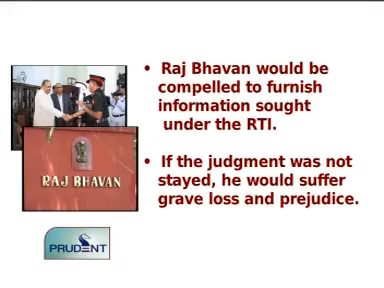 • Raj Bhavan would be
compelled to furnish
information sought
under the RTI.
• If the judgment was not
stayed, he would suffer
grave loss and prejudice.
RAJ BHAVAN
PRUDENT